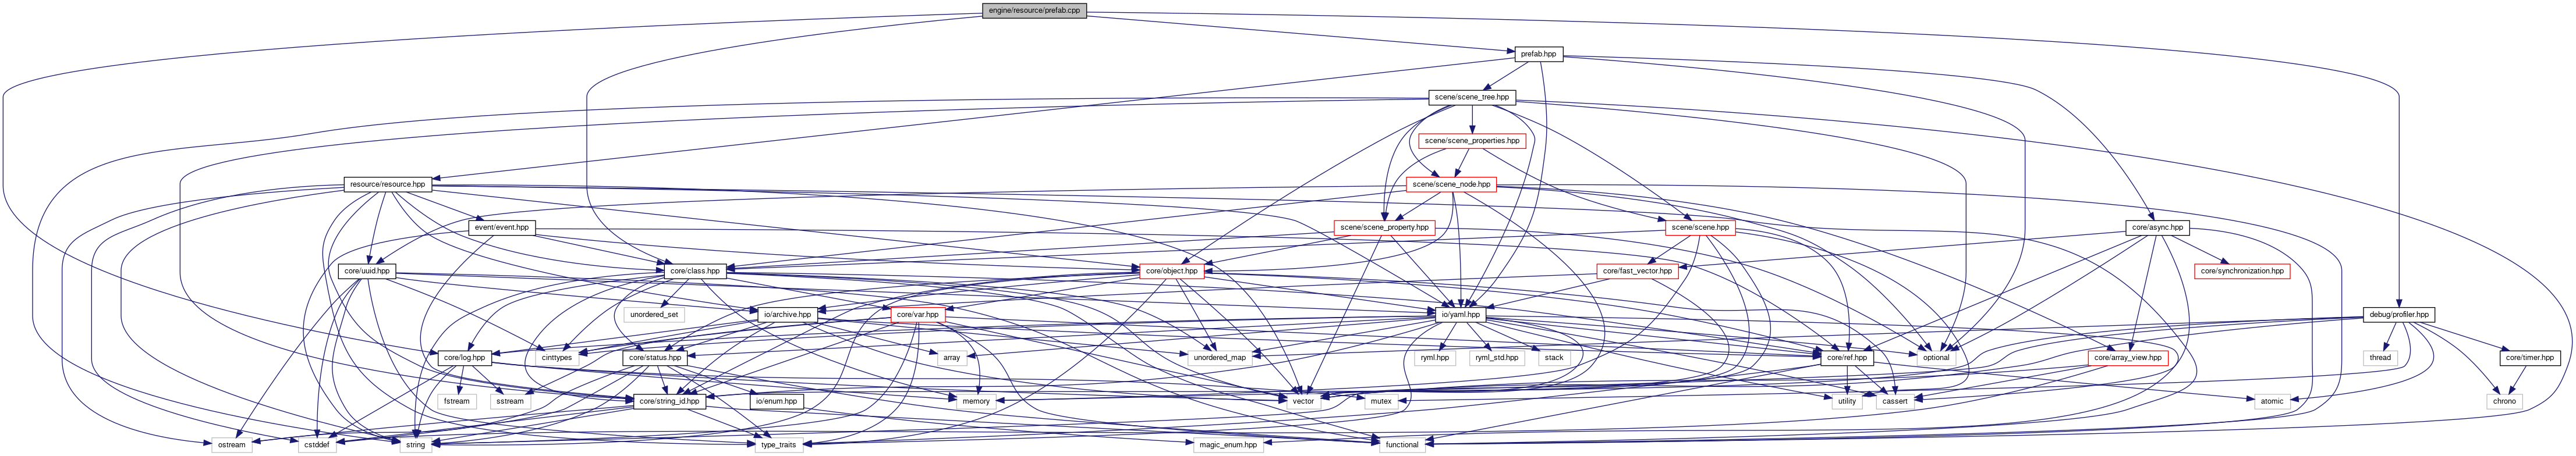 engine/resource/prefab.cpp
prefab.hpp
scene/scene_tree.hpp
scene/scene_properties.hpp
resource/resource.hpp
scene/scene_node.hpp
event/event.hpp
scene/scene_property.hpp
scene/scene.hpp
core/async.hpp
core/uuid.hpp
core/class.hpp
core/object.hpp
core/fast_vector.hpp
core/synchronization.hpp
unordered_set
io/archive.hpp
core/var.hpp
io/yaml.hpp
debug/profiler.hpp
core/log.hpp
cinttypes
core/status.hpp
array
unordered_map
ryml.hpp
ryml_std.hpp
stack
core/ref.hpp
optional
core/array_view.hpp
thread
core/timer.hpp
fstream
sstream
core/string_id.hpp
io/enum.hpp
memory
vector
mutex
utility
cassert
atomic
chrono
ostream
cstddef
string
type_traits
magic_enum.hpp
functional